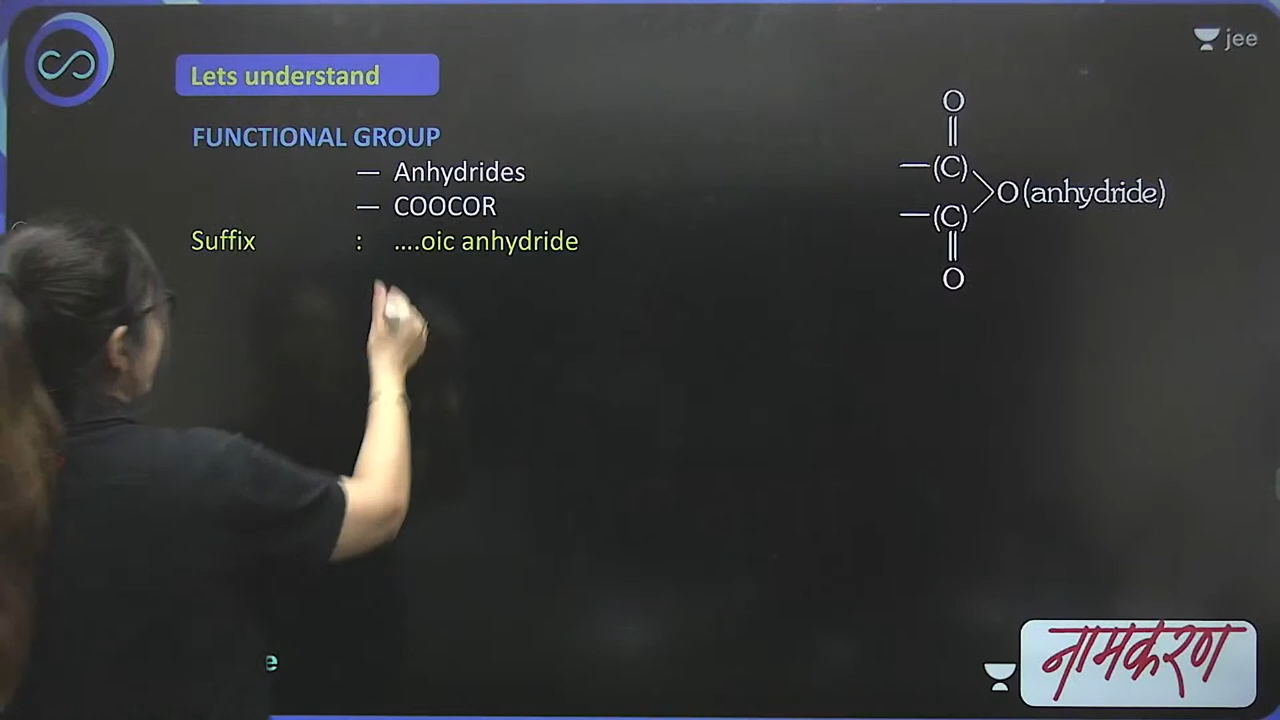 jee
Lets understand
FUNCTIONAL GROUP
— Anhydrides
— COOCOR
Suffix : ....oic anhydride
O
||
—(C)
O(anhydride)
—(C)
||
O
e
नामकरण